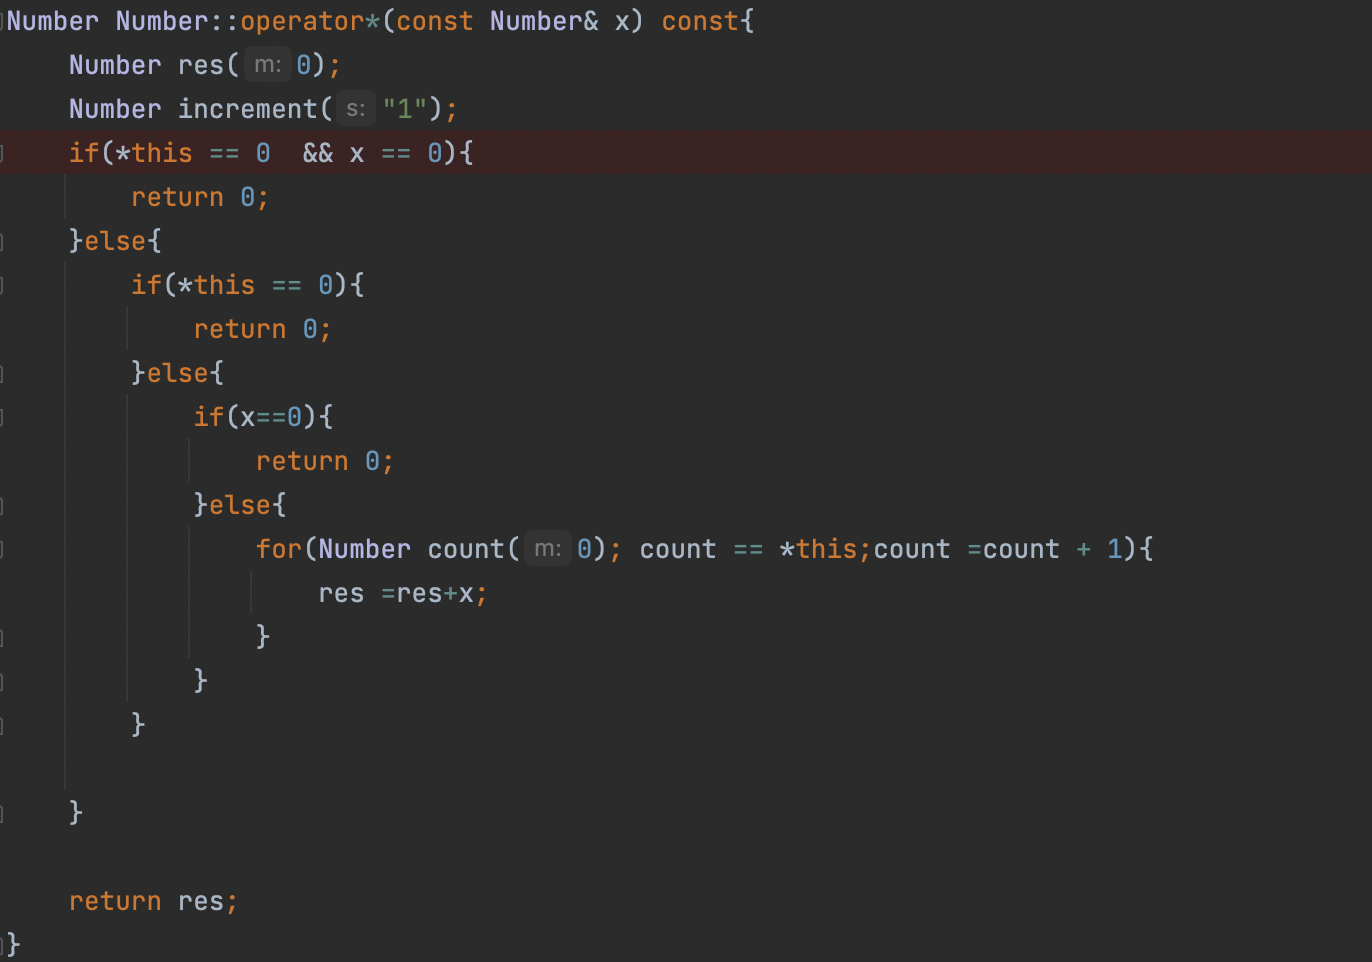 Number Number::operator*(const Number& x) const{
    Number res( m: 0);
    Number increment( s: "1");
    if(*this == 0  && x == 0){
        return 0;
    }else{
        if(*this == 0){
            return 0;
        }else{
            if(x==0){
                return 0;
            }else{
                for(Number count( m: 0); count == *this;count =count + 1){
                    res =res+x;
                }
            }
        }

    }

    return res;
}